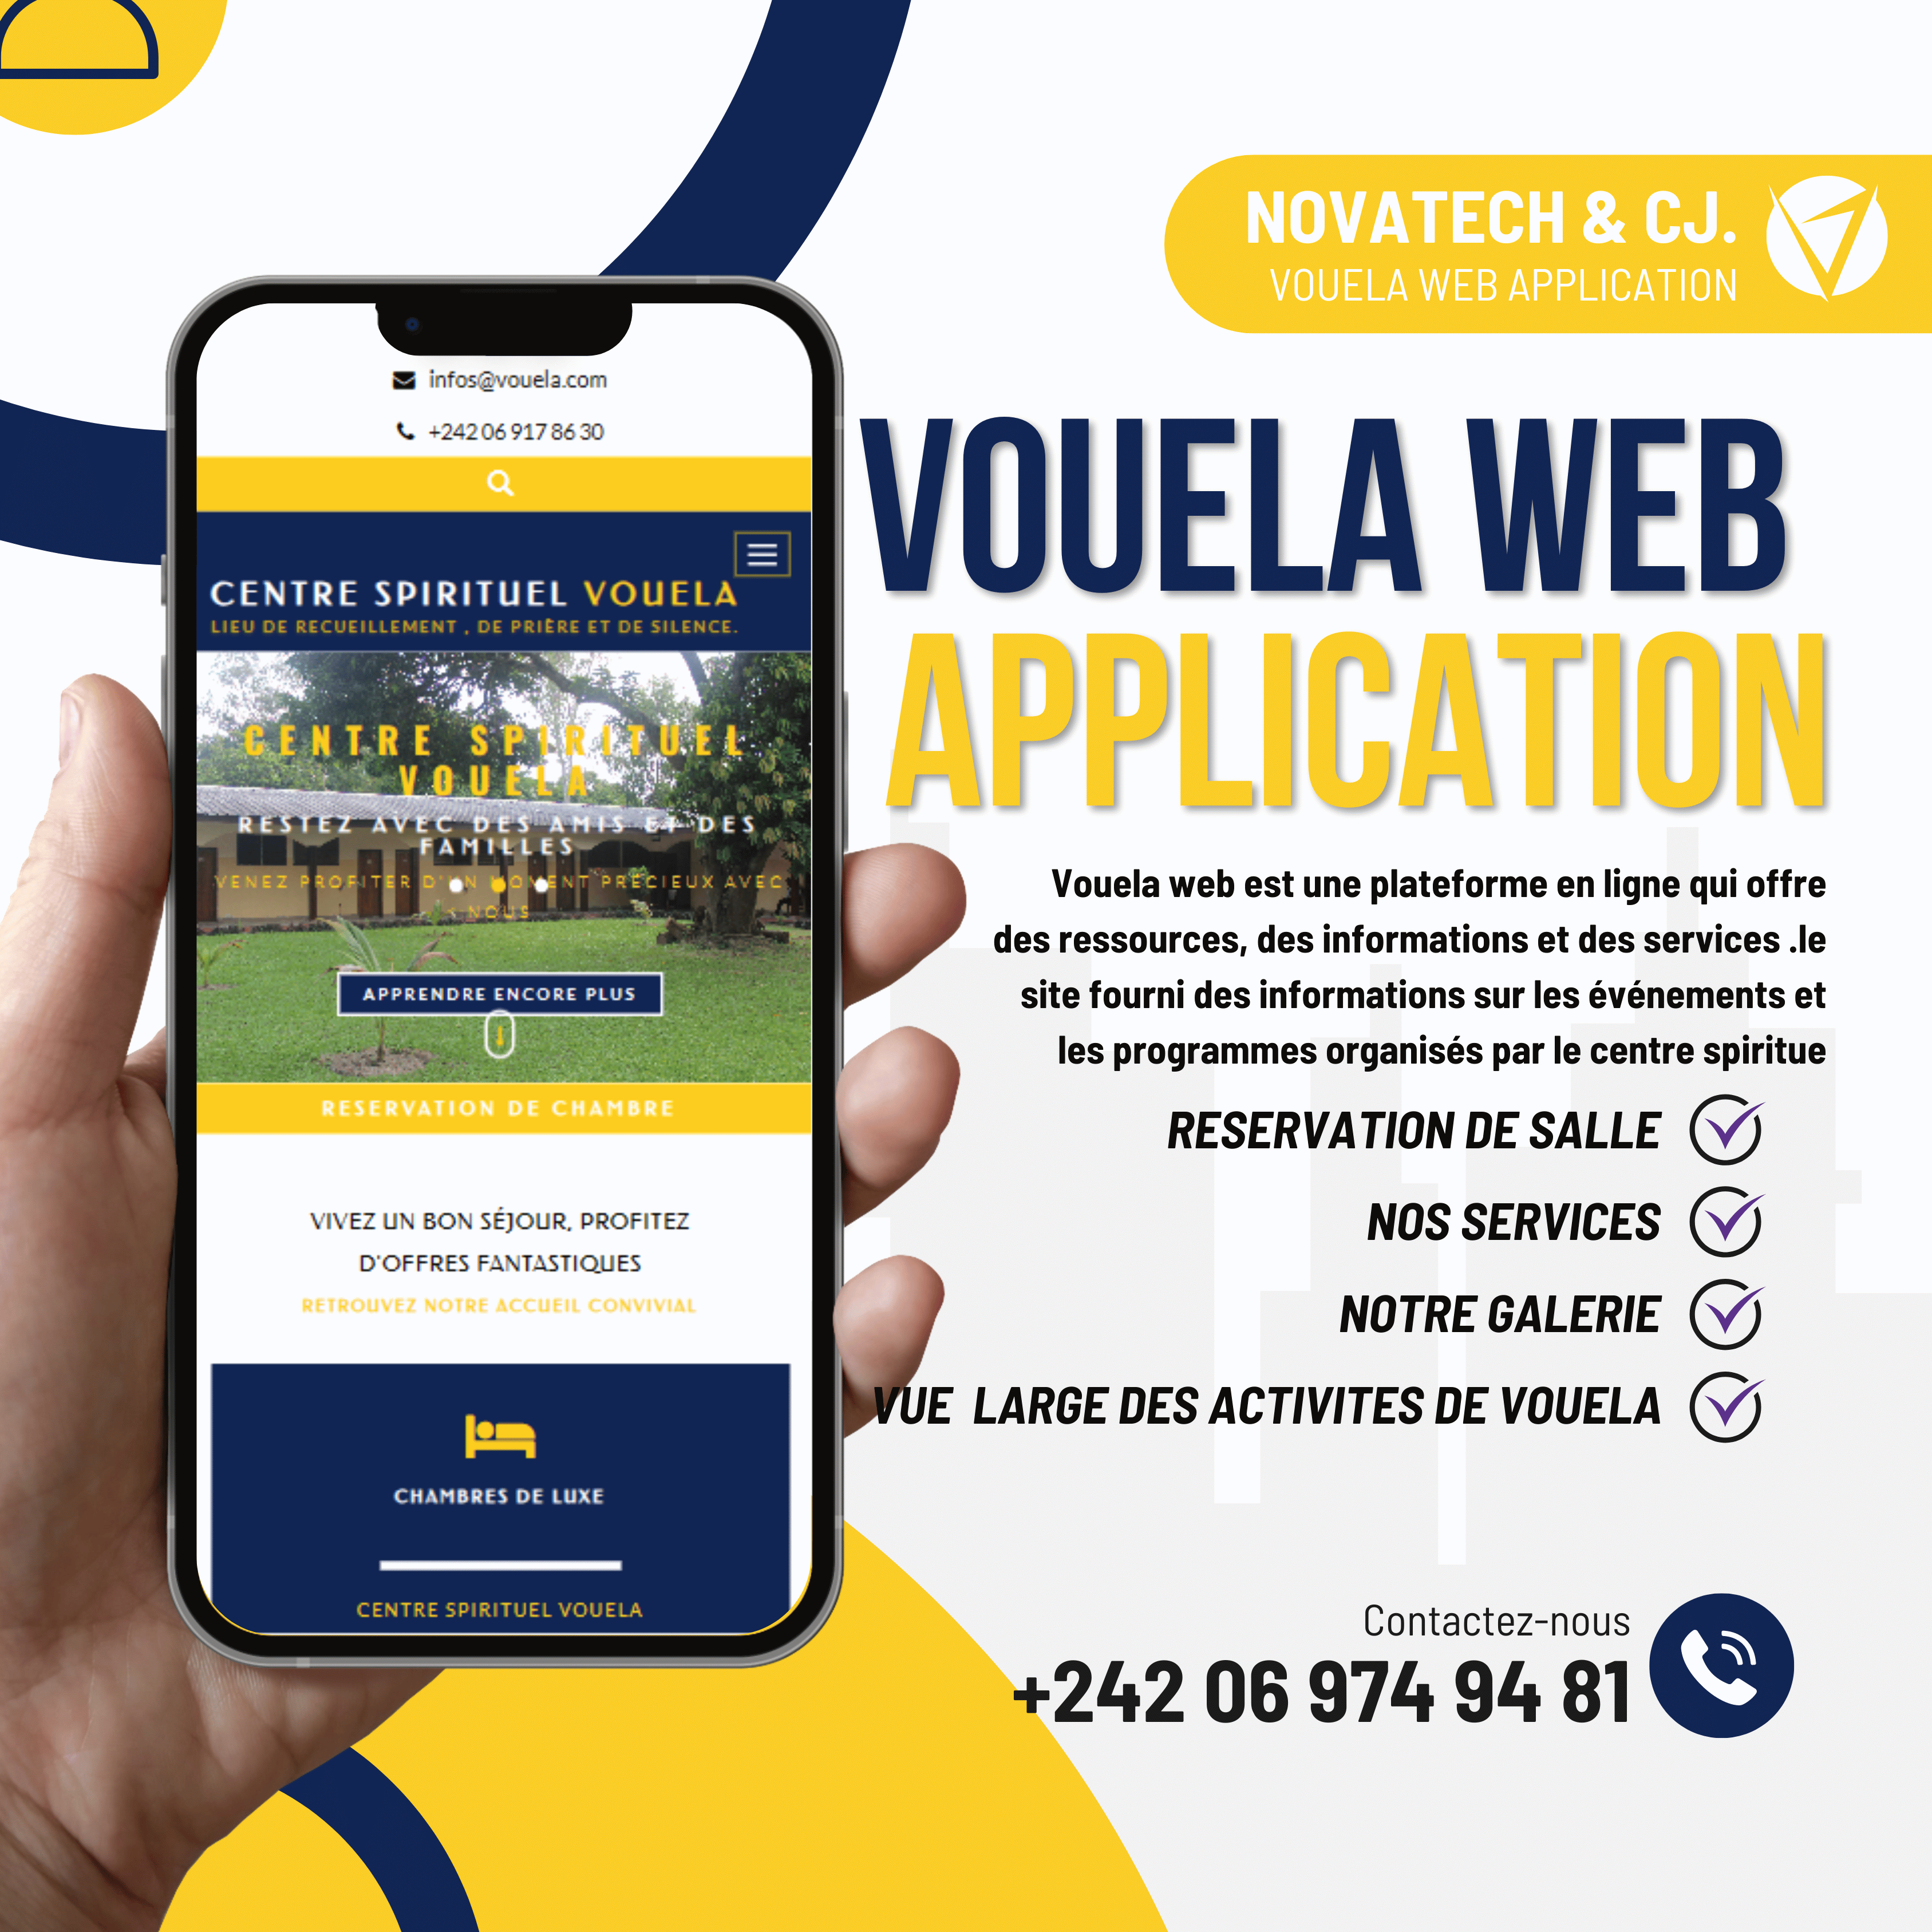 NOVATECH & CJ.
VOUELA WEB APPLICATION
infos@vouela.com
+242 06 917 86 30
CENTRE SPIRITUEL VOUELA
LIEU DE RECUEILLEMENT , DE PRIÈRE ET DE SILENCE.
CENTRE SPIRITUEL
VOUELA
RESTEZ AVEC DES AMIS ET DES
FAMILLES
VENEZ PROFITER D'UN MOMENT PRÉCIEUX AVEC
NOUS
APPRENDRE ENCORE PLUS
RESERVATION DE CHAMBRE
VIVEZ UN BON SÉJOUR, PROFITEZ
D'OFFRES FANTASTIQUES
RETROUVEZ NOTRE ACCUEIL CONVIVIAL
CHAMBRES DE LUXE
CENTRE SPIRITUEL VOUELA
VOUELA WEB
APPLICATION
Vouela web est une plateforme en ligne qui offre
des ressources, des informations et des services .le
site fourni des informations sur les événements et
les programmes organisés par le centre spiritue
RESERVATION DE SALLE
NOS SERVICES
NOTRE GALERIE
VUE  LARGE DES ACTIVITES DE VOUELA
Contactez-nous
+242 06 974 94 81